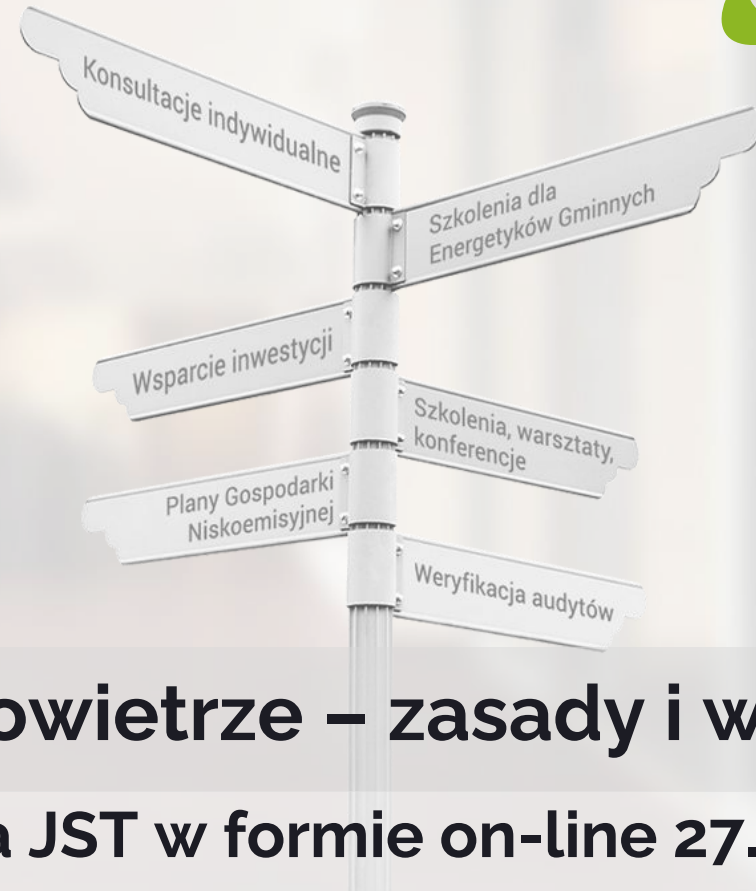 Konsultacje indywidualne
Szkolenia dla
Energetyków Gminnych
Wsparcie inwestycji
Szkolenia, warsztaty,
konferencje
Plany Gospodarki
Niskoemisyjnej
Weryfikacja audytów
owietrze – zasady i w
a JST w formie on-line 27.